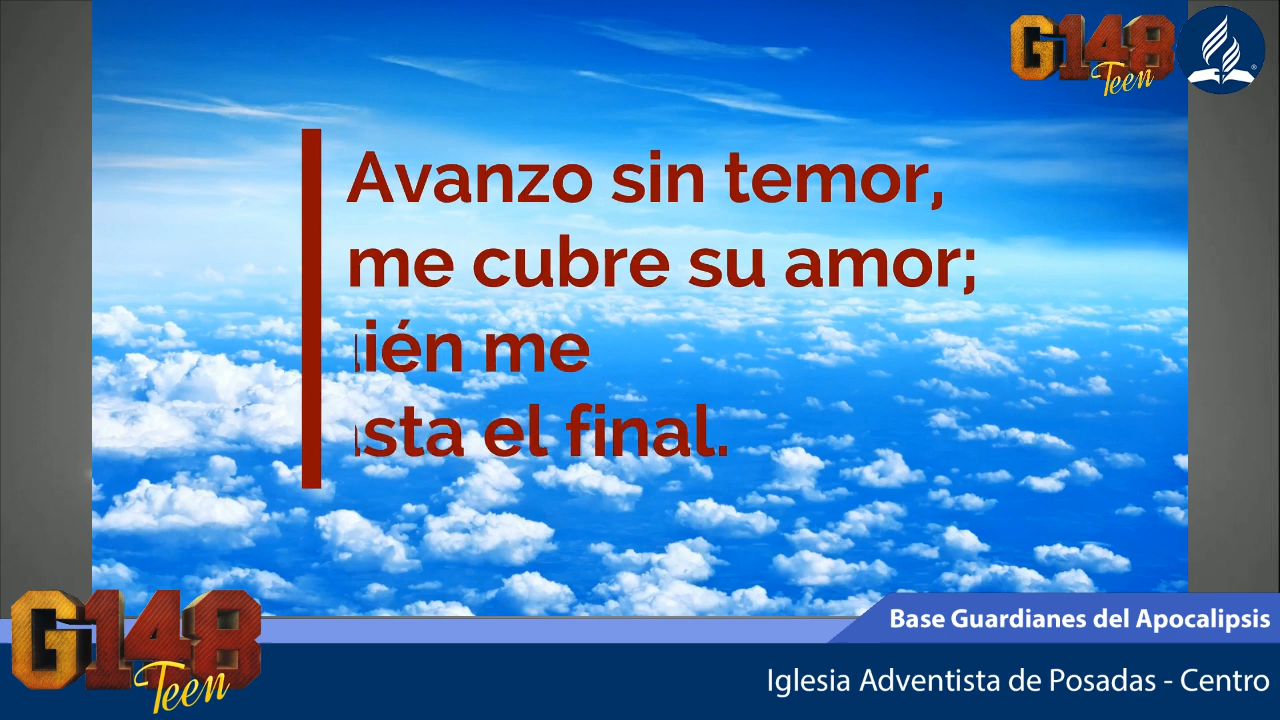 G148
Teen
Avanzo sin temor,
me cubre su amor;
ién me
sta el final.
Base Guardianes del Apocalipsis
G148
Teen
Iglesia Adventista de Posadas - Centro